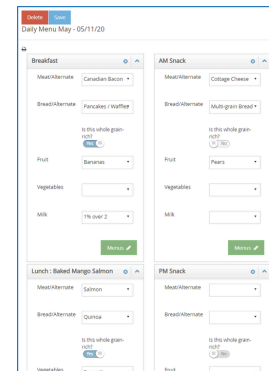 Delete Save
Daily Menu May - 05/11/20
Breakfast
Meat/Alternate Canadian Bacon
Bread/Alternate Pancakes / Waffles
Is this whole grain-
rich?
Yes
Fruit Bananas
Vegetables
Milk 1% over 2
Menus
AM Snack
Meat/Alternate Cottage Cheese
Bread/Alternate Multi-grain Bread
Is this whole grain-
rich?
No
Fruit Pears
Vegetables
Milk
Menus
Lunch : Baked Mango Salmon
Meat/Alternate Salmon
Bread/Alternate Quinoa
Is this whole grain-
rich?
Yes
Vegetables
PM Snack
Meat/Alternate
Bread/Alternate
Is this whole grain-
rich?
No
Vegetables